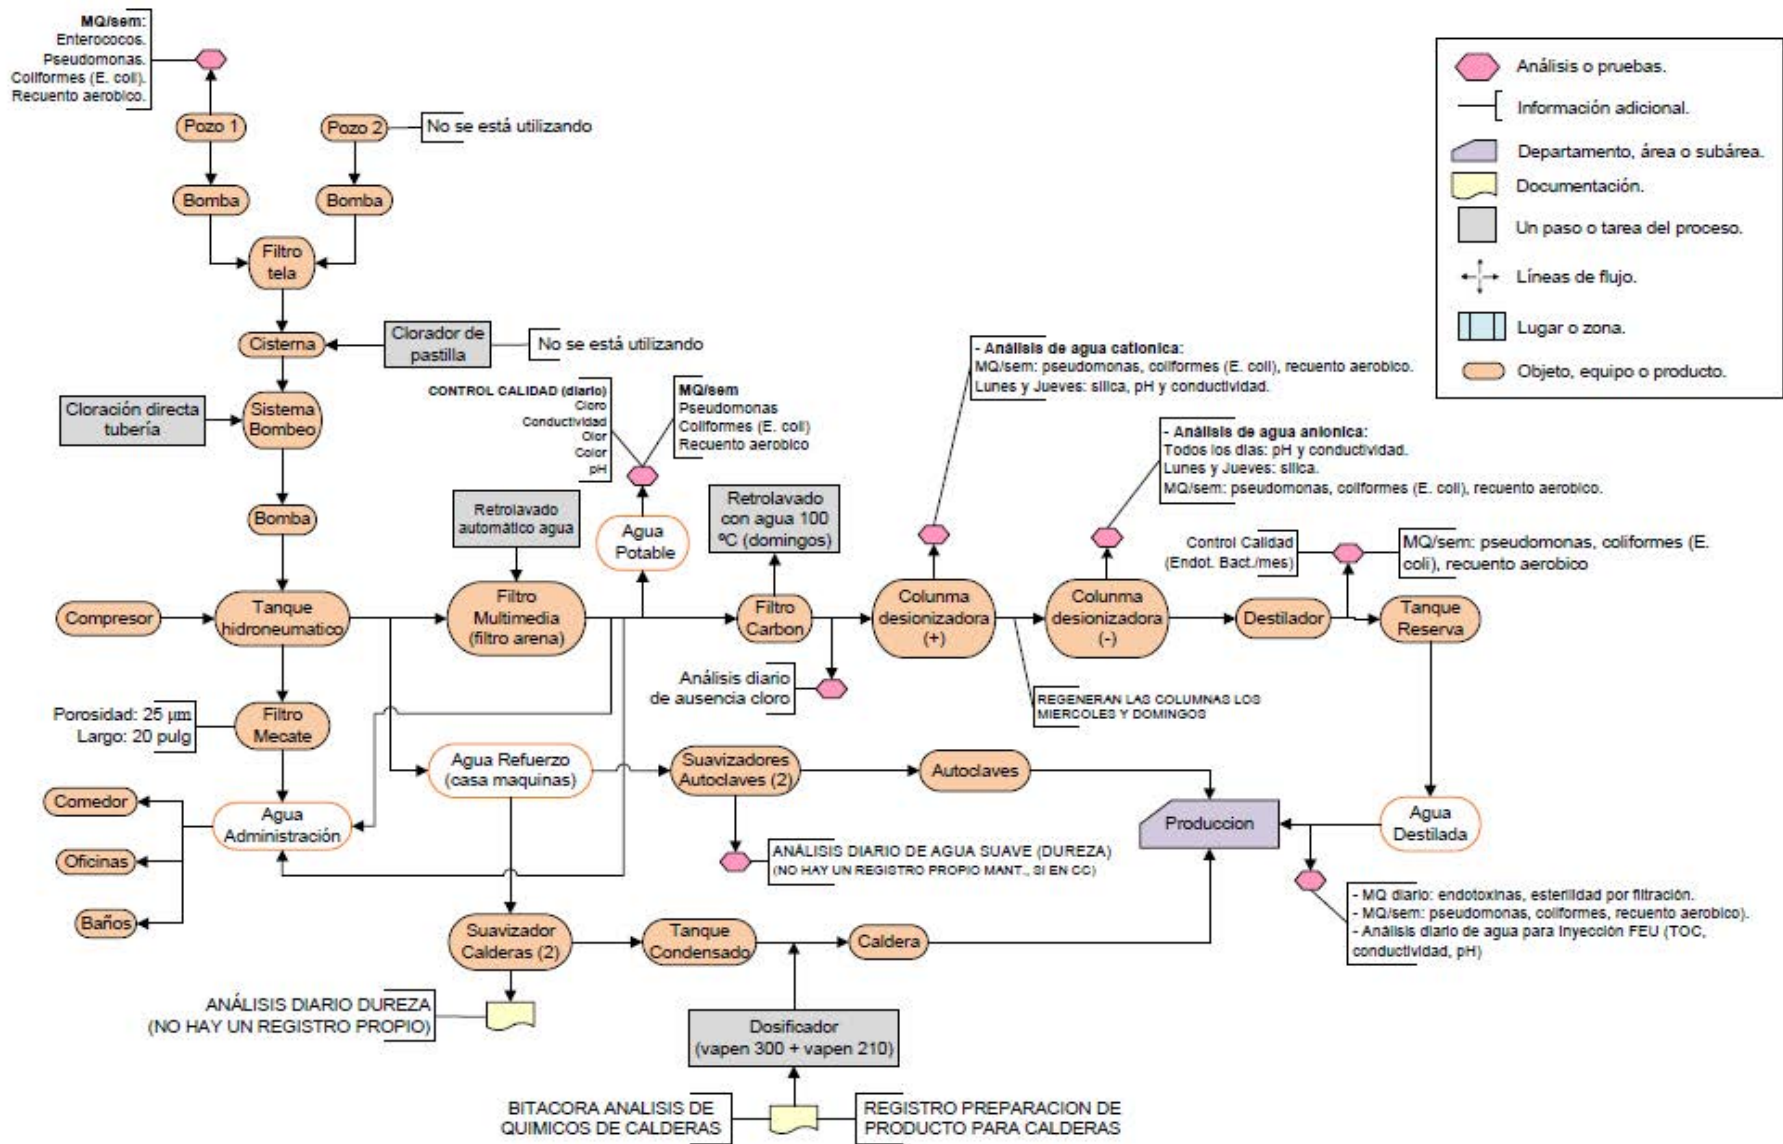 MQ/sem:
Enterococos.
Pseudomonas.
Coliformes (E. coli).
Recuento aerobico.
Pozo 1
Pozo 2
No se está utilizando
Bomba
Bomba
Filtro
tela
Cisterna
Clorador de
pastilla
No se está utilizando
Cloración directa
tubería
Sistema
Bombeo
Bomba
CONTROL CALIDAD (diario)
Cloro
Conductividad
Olor
Color
pH
MQ/sem
Pseudomonas
Coliformes (E. coli)
Recuento aerobico
- Análisis de agua cationica:
MQ/sem: pseudomonas, coliformes (E. coli), recuento aerobico.
Lunes y Jueves: silica, pH y conductividad.
- Análisis de agua anionica:
Todos los días: pH y conductividad.
Lunes y Jueves: silica.
MQ/sem: pseudomonas, coliformes (E. coli), recuento aerobico.
Retrolavado
automático agua
Agua
Potable
Retrolavado
con agua 100
ºC (domingos)
Control Calidad
(Endot. Bact./mes)
MQ/sem: pseudomonas, coliformes (E.
coli), recuento aerobico
Compresor
Tanque
hidroneumatico
Filtro
Multimedia
(filtro arena)
Filtro
Carbon
Colunma
desionizadora
(+)
Colunma
desionizadora
(-)
Destilador
Tanque
Reserva
Análisis diario
de ausencia cloro
REGENERAN LAS COLUMNAS LOS
MIERCOLES Y DOMINGOS
Porosidad: 25 µm
Largo: 20 pulg
Filtro
Mecate
Agua Refuerzo
(casa maquinas)
Suavizadores
Autoclaves (2)
Autoclaves
Comedor
Oficinas
Baños
Agua
Administración
Produccion
Agua
Destilada
ANÁLISIS DIARIO DE AGUA SUAVE (DUREZA)
(NO HAY UN REGISTRO PROPIO MANT., SI EN CC)
- MQ diario: endotoxinas, esterilidad por filtración.
- MQ/sem: pseudomonas, coliformes, recuento aerobico).
- Análisis diario de agua para Inyección FEU (TOC,
conductividad, pH)
Suavizador
Calderas (2)
Tanque
Condensado
Caldera
ANÁLISIS DIARIO DUREZA
(NO HAY UN REGISTRO PROPIO)
Dosificador
(vapen 300 + vapen 210)
BITACORA ANALISIS DE
QUIMICOS DE CALDERAS
REGISTRO PREPARACION DE
PRODUCTO PARA CALDERAS
Análisis o pruebas.
Información adicional.
Departamento, área o subárea.
Documentación.
Un paso o tarea del proceso.
Líneas de flujo.
Lugar o zona.
Objeto, equipo o producto.